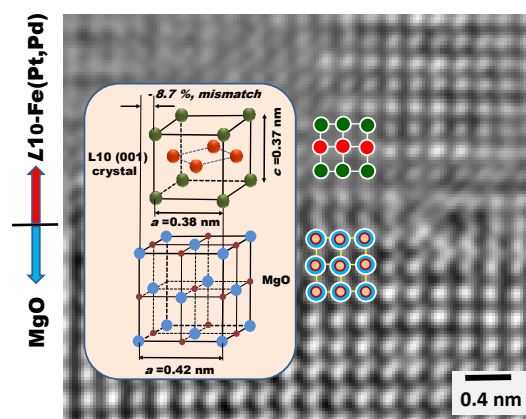 L10-Fe(Pt,Pd)
MgO
- 8.7 %, mismatch
L10 (001)
crystal
c =0.37 nm
a =0.38 nm
MgO
a =0.42 nm
0.4 nm